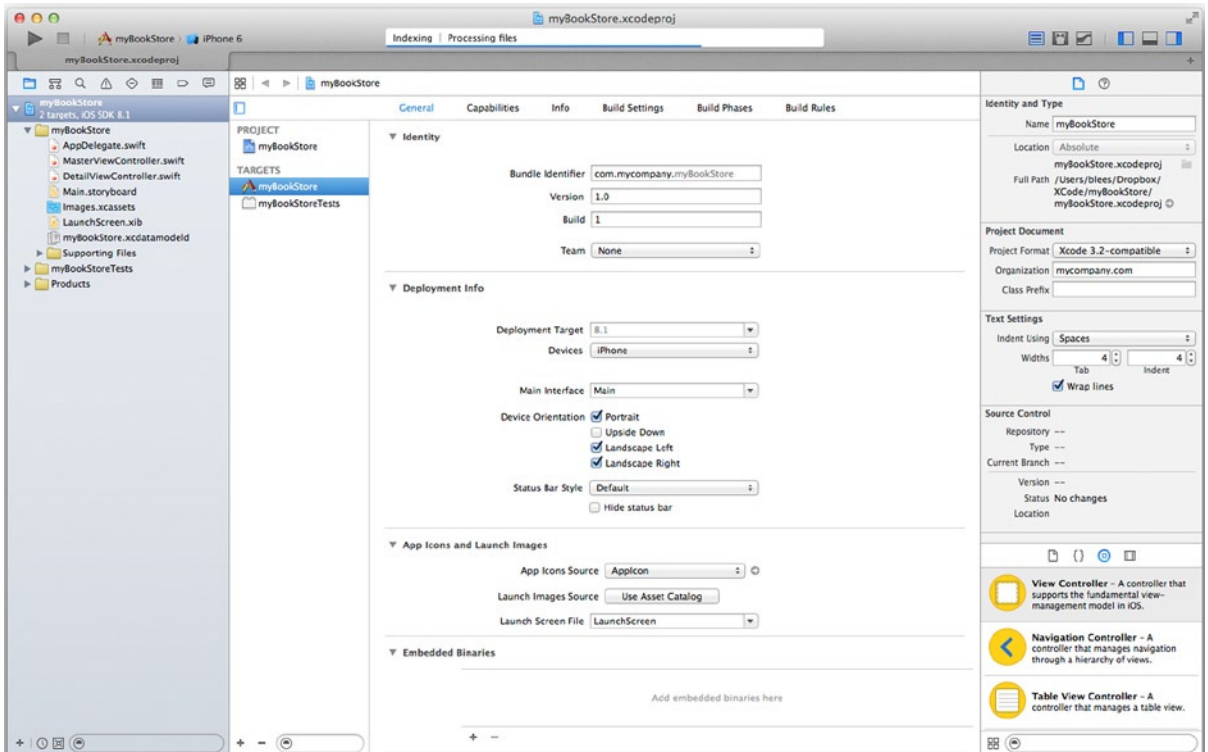 myBookStore.xcodeproj
myBookStore
iPhone 6
Indexing | Processing files
myBookStore.xcodeproj
myBookStore
2 targets, iOS SDK 8.1
myBookStore
AppDelegate.swift
MasterViewController.swift
DetailViewController.swift
Main.storyboard
Images.xcassets
LaunchScreen.xib
myBookStore.xcdatamodeld
Supporting Files
myBookStoreTests
Products
myBookStore
General Capabilities Info Build Settings Build Phases Build Rules
PROJECT
myBookStore
TARGETS
myBookStore
myBookStoreTests
Identity
Bundle Identifier com.mycompany.myBookStore
Version 1.0
Build 1
Team None
Deployment Info
Deployment Target 8.1
Devices iPhone
Main Interface Main
Device Orientation Portrait
Upside Down
Landscape Left
Landscape Right
Status Bar Style Default
Hide status bar
App Icons and Launch Images
App Icons Source AppIcon
Launch Images Source Use Asset Catalog
Launch Screen File LaunchScreen
Embedded Binaries
Add embedded binaries here
Identity and Type
Name myBookStore
Location Absolute
myBookStore.xcodeproj
Full Path /Users/blees/Dropbox/
XCode/myBookStore/
myBookStore.xcodeproj
Project Document
Project Format Xcode 3.2-compatible
Organization mycompany.com
Class Prefix
Text Settings
Indent Using Spaces
Widths 4 4
Tab Indent
Wrap lines
Source Control
Repository --
Type --
Current Branch --
Version --
Status No changes
Location
View Controller - A controller that
supports the fundamental view-
management model in iOS.
Navigation Controller - A
controller that manages navigation
through a hierarchy of views.
Table View Controller - A
controller that manages a table view.